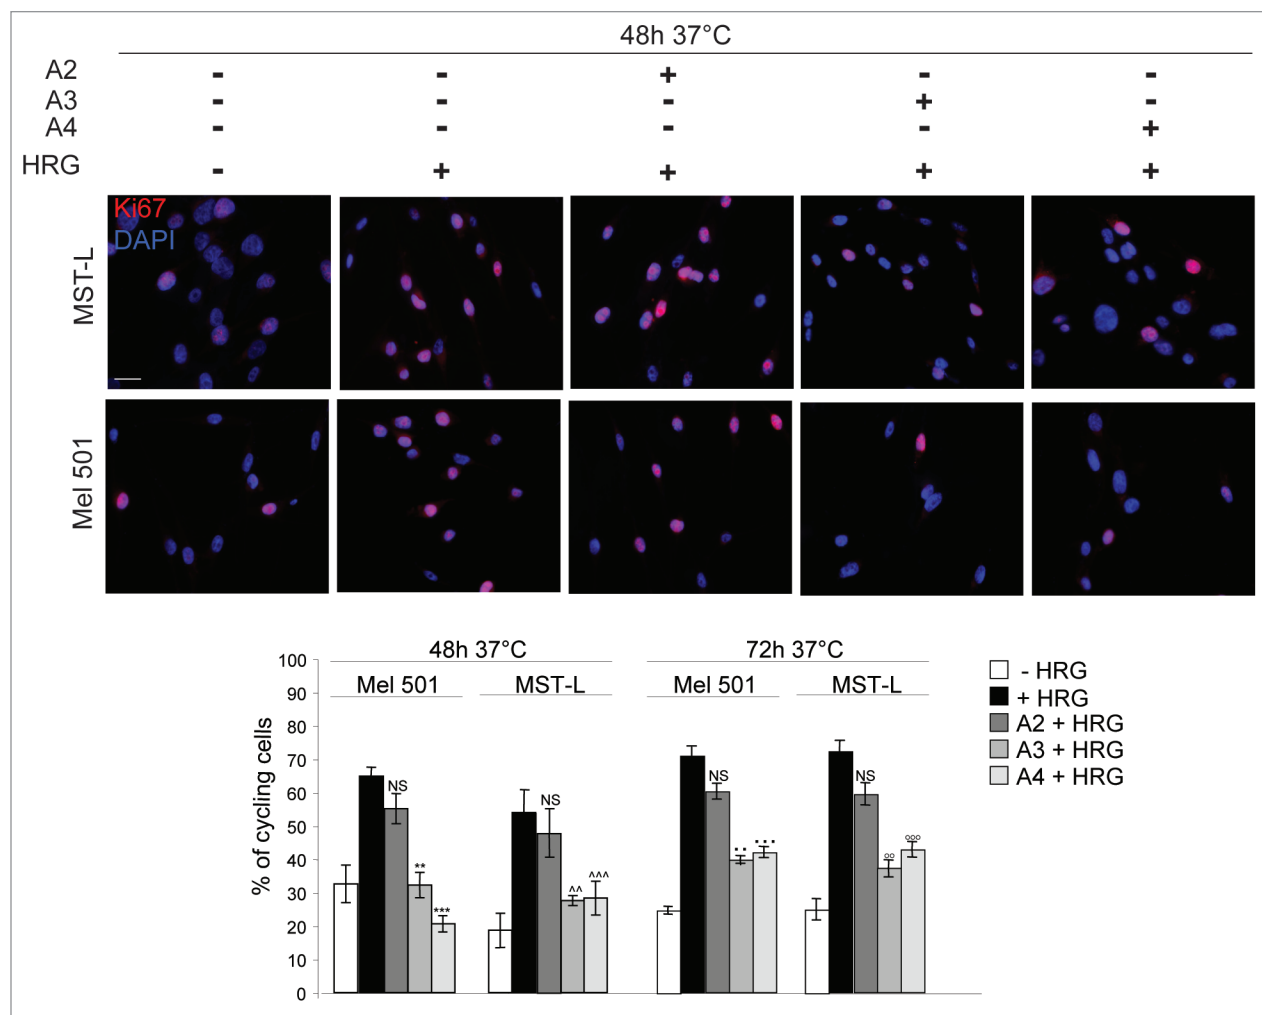 48h 37°C
A2 - - + - -
A3 - - - + -
A4 - - - - +
HRG - + + + +
Ki67
DAPI
MST-L
Mel 501
48h 37°C 72h 37°C
Mel 501 MST-L Mel 501 MST-L
% of cycling cells
100
90
80
70
60
50
40
30
20
10
0
NS ** ***
NS ^^ ^^^
NS ▪▪ ▪▪▪
NS °° °°°
- HRG
+ HRG
A2 + HRG
A3 + HRG
A4 + HRG